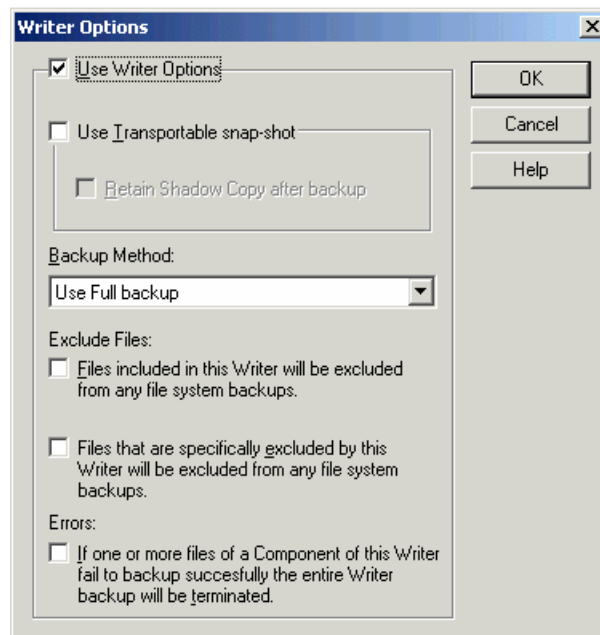 Writer Options
Use Writer Options
OK
Use Transportable snap-shot
Cancel
Retain Shadow Copy after backup
Help
Backup Method:
Use Full backup
Exclude Files:
Files included in this Writer will be excluded
from any file system backups.
Files that are specifically excluded by this
Writer will be excluded from any file system
backups.
Errors:
If one or more files of a Component of this Writer
fail to backup succesfully the entire Writer
backup will be terminated.